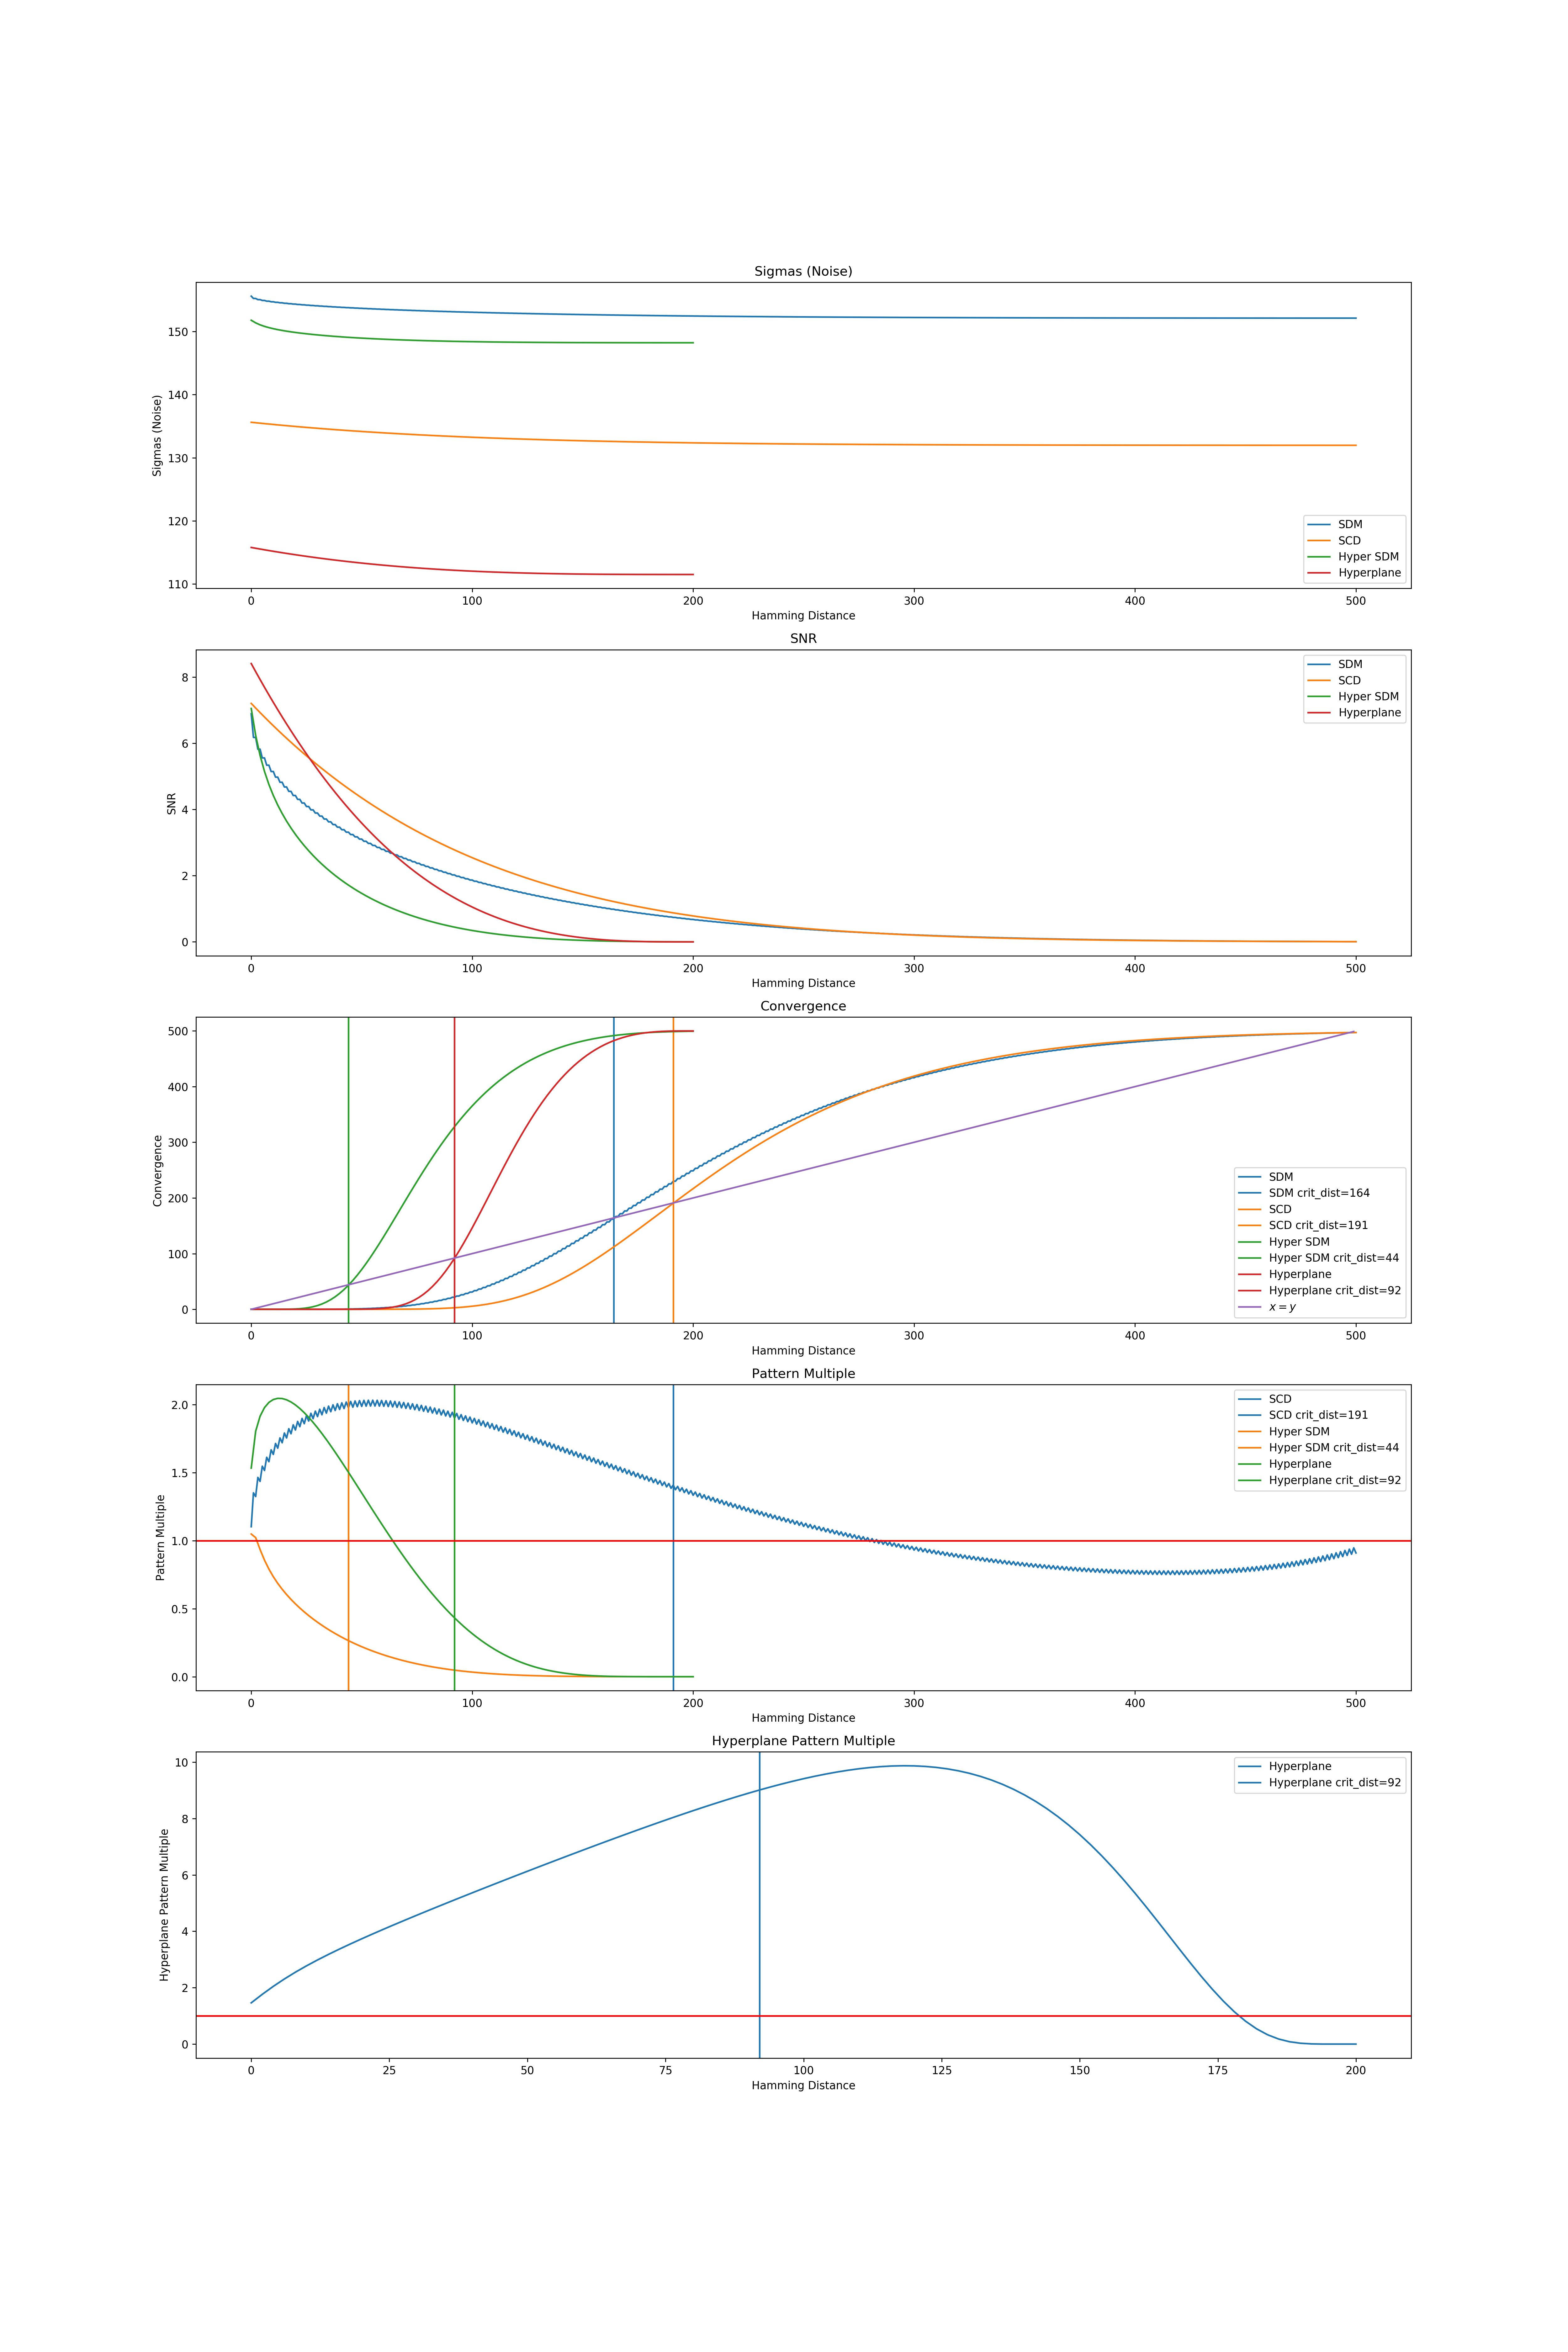 Sigmas (Noise)
Sigmas (Noise)
150
140
130
120
110
SDM
SCD
Hyper SDM
Hyperplane
0 100 200 300 400 500
Hamming Distance
SNR
SNR
8
6
4
2
0
SDM
SCD
Hyper SDM
Hyperplane
0 100 200 300 400 500
Hamming Distance
Convergence
Convergence
500
400
300
200
100
0
SDM
SDM crit_dist=164
SCD
SCD crit_dist=191
Hyper SDM
Hyper SDM crit_dist=44
Hyperplane
Hyperplane crit_dist=92
x = y
0 100 200 300 400 500
Hamming Distance
Pattern Multiple
Pattern Multiple
2.0
1.5
1.0
0.5
0.0
SCD
SCD crit_dist=191
Hyper SDM
Hyper SDM crit_dist=44
Hyperplane
Hyperplane crit_dist=92
0 100 200 300 400 500
Hamming Distance
Hyperplane Pattern Multiple
Hyperplane Pattern Multiple
10
8
6
4
2
0
Hyperplane
Hyperplane crit_dist=92
0 25 50 75 100 125 150 175 200
Hamming Distance